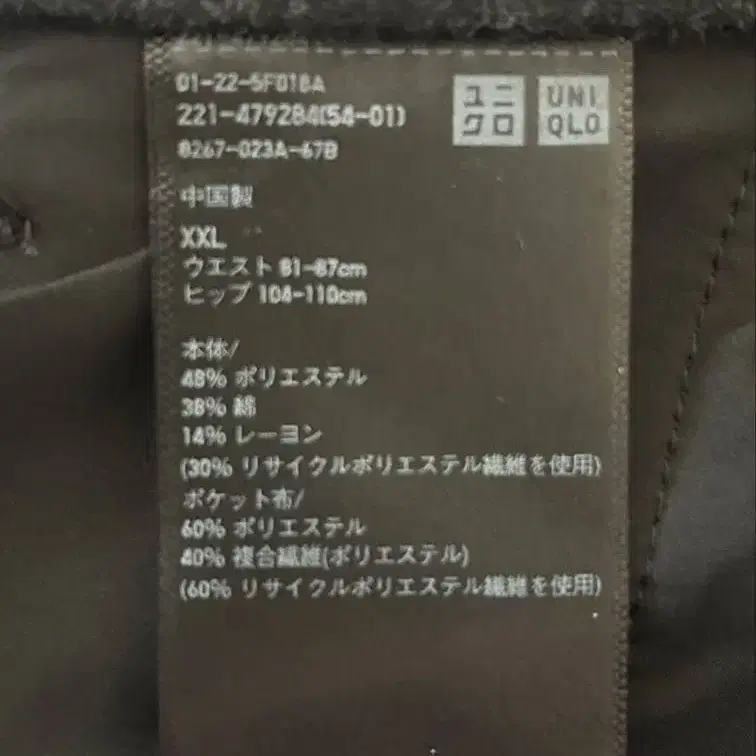 01-22-5F018A
221-479284(54-01)
8267-023A-67B
ユニ
クロ
UNI
QLO
中国製
XXL
ウエスト 81-87cm
ヒップ 104-110cm
本体/
48% ポリエステル
38% 綿
14% レーヨン
(30% リサイクルポリエステル繊維を使用)
ポケット布/
60% ポリエステル
40% 複合繊維(ポリエステル)
(60% リサイクルポリエステル繊維を使用)